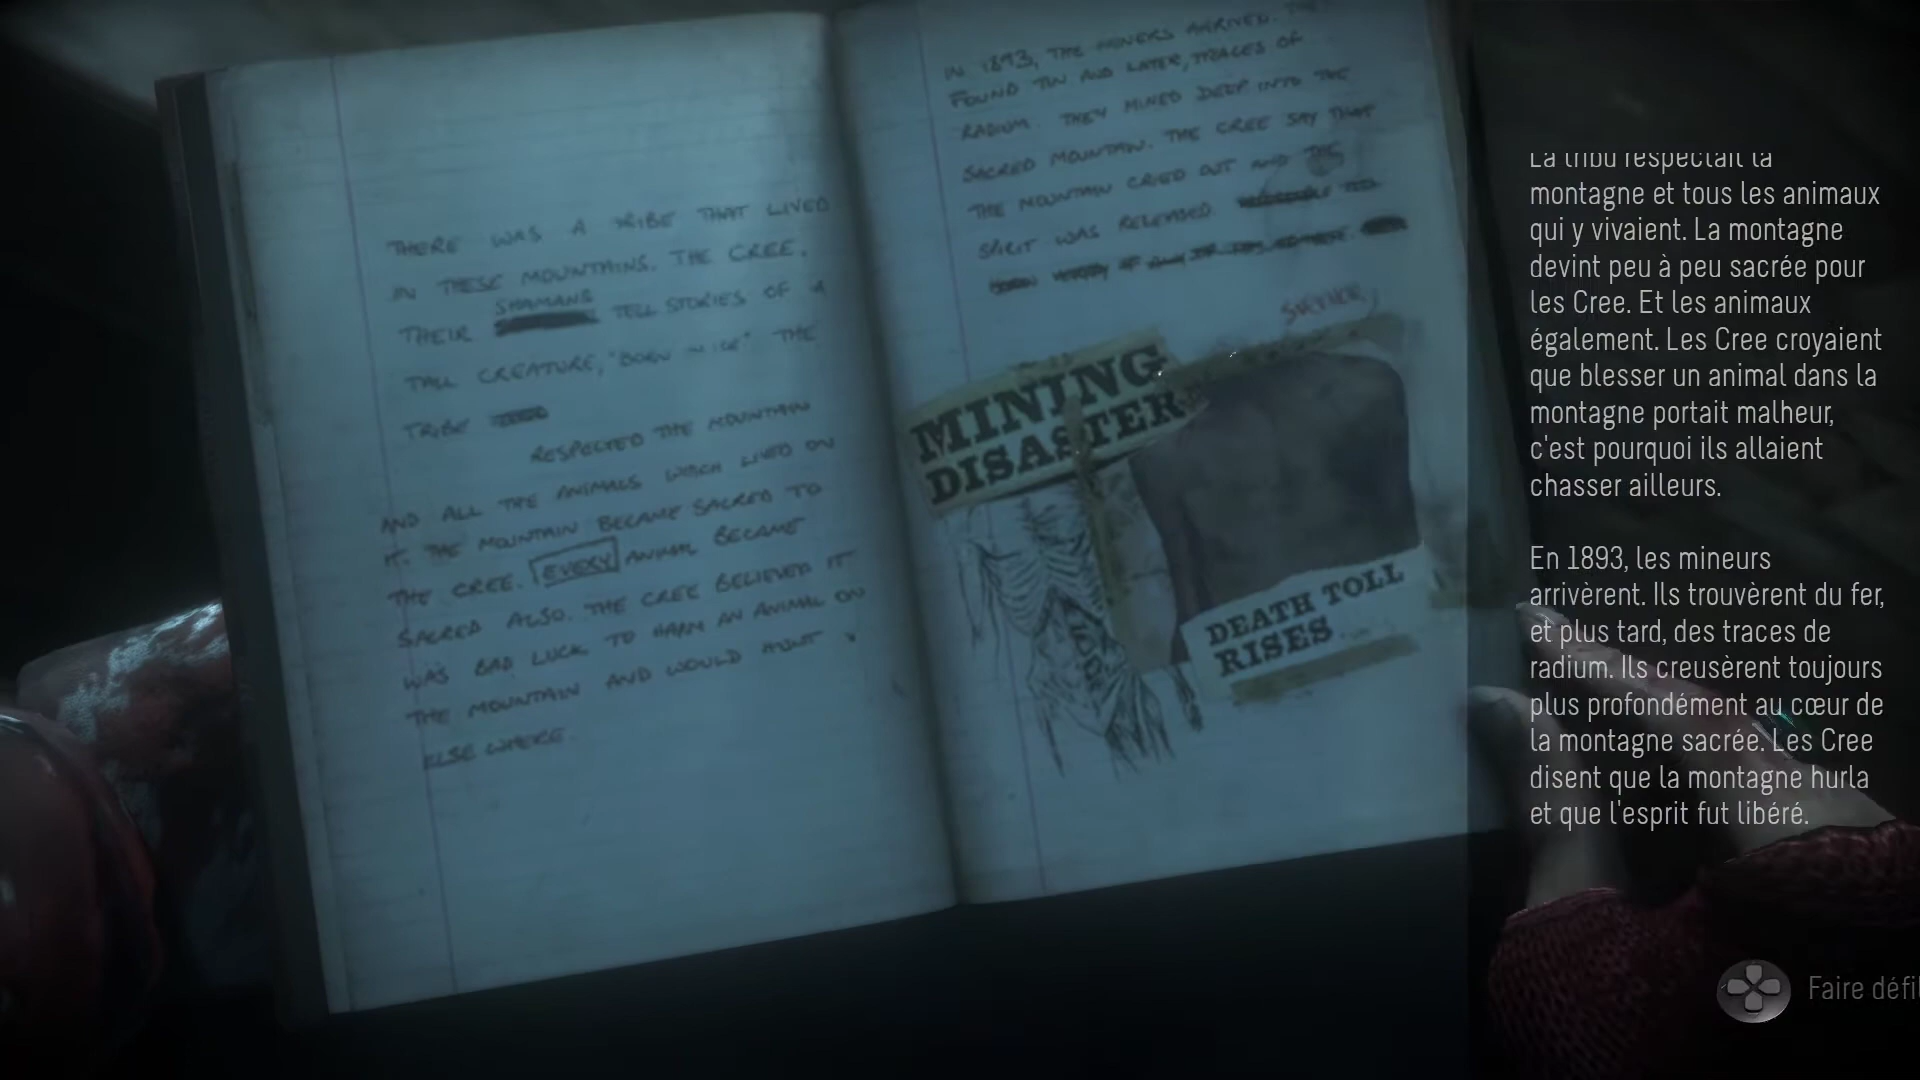 THERE WAS A TRIBE THAT LIVED
IN THESE MOUNTAINS. THE CREE.
SHAMANS
THEIR TELL STORIES OF A
TALL CREATURE, "BORN IN ICE" THE
TRIBE
RESPECTED THE MOUNTAIN
AND ALL THE ANIMALS WHICH LIVED ON
IT. THE MOUNTAIN BECAME SACRED TO
THE CREE. EVERY ANIMAL BECAME
SACRED ALSO. THE CREE BELIEVED IT
WAS BAD LUCK TO HARM AN ANIMAL ON
THE MOUNTAIN AND WOULD HUNT
ELSE WHERE.
IN 1893, THE MINERS ARRIVED. THEY
FOUND TIN AND LATER, TRACES OF
RADIUM. THEY MINED DEEP INTO THE
SACRED MOUNTAIN. THE CREE SAY THAT
THE MOUNTAIN CRIED OUT AND THE
SPIRIT WAS RELEASED
MINING
DISASTER
DEATH TOLL
RISES
La tribu respectait la
montagne et tous les animaux
qui y vivaient. La montagne
devint peu à peu sacrée pour
les Cree. Et les animaux
également. Les Cree croyaient
que blesser un animal dans la
montagne portait malheur,
c'est pourquoi ils allaient
chasser ailleurs.
En 1893, les mineurs
arrivèrent. Ils trouvèrent du fer,
et plus tard, des traces de
radium. Ils creusèrent toujours
plus profondément au cœur de
la montagne sacrée. Les Cree
disent que la montagne hurla
et que l'esprit fut libéré.
Faire défil